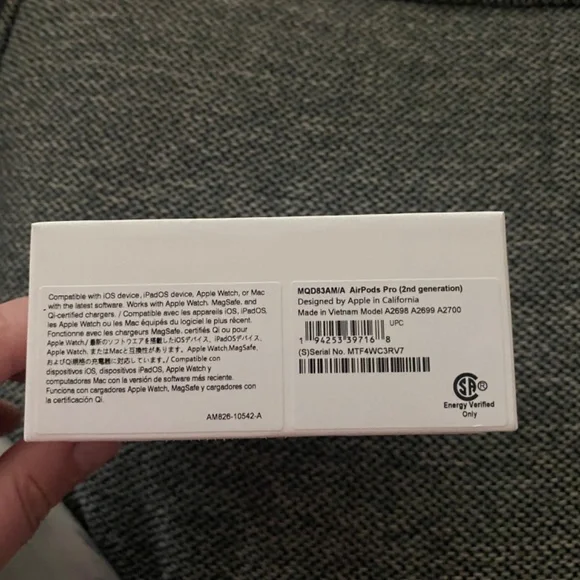 Compatible with iOS device, iPadOS device, Apple Watch, or Mac
with the latest software. Works with Apple Watch, MagSafe, and
Qi-certified chargers. / Compatible avec les appareils iOS, iPadOS,
les Apple Watch ou les Mac équipés du logiciel le plus récent.
Fonctionne avec les chargeurs MagSafe, certifiés Qi ou pour
Apple Watch./ 最新のソフトウエアを搭載したiOSデバイス、iPadOSデバイス、
Apple Watch, またはMacと互換性があります。Apple Watch,MagSafe,
およびQi規格の充電器に対応しています。/ Compatible con
dispositivos iOS, dispositivos iPadOS, Apple Watch y
computadoras Mac con la versión de software más reciente.
Funciona con cargadores Apple Watch, MagSafe y cargadores con
la certificación Qi.
AM826-10542-A
MQD83AM/A AirPods Pro (2nd generation)
Designed by Apple in California
Made in Vietnam Model A2698 A2699 A2700
UPC
1 94253 39716 8
(S)Serial No. MTF4WC3RV7
SA ®
Energy Verified
Only